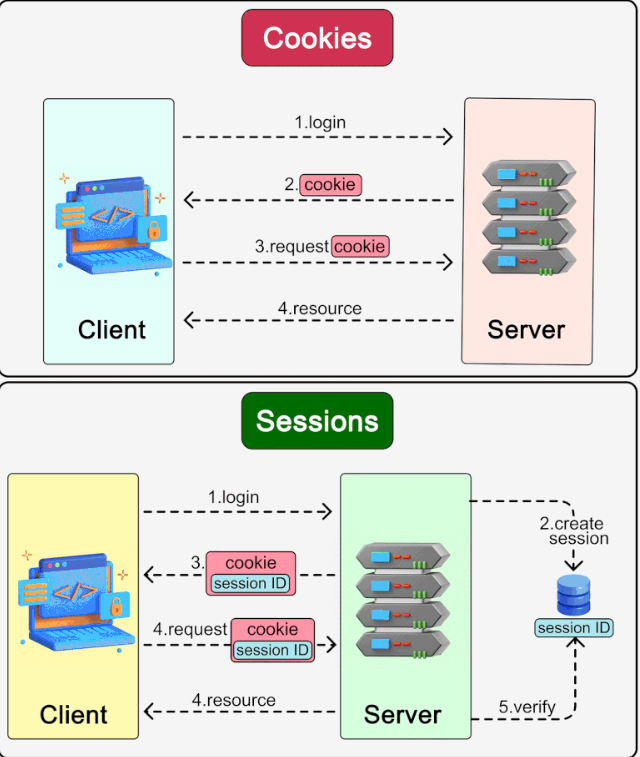 Cookies
1.login
2. cookie
3.request cookie
4.resource
Client
Server
Sessions
1.login
2.create
session
3. cookie
session ID
4.request cookie
session ID
session ID
4.resource
5.verify
Client
Server